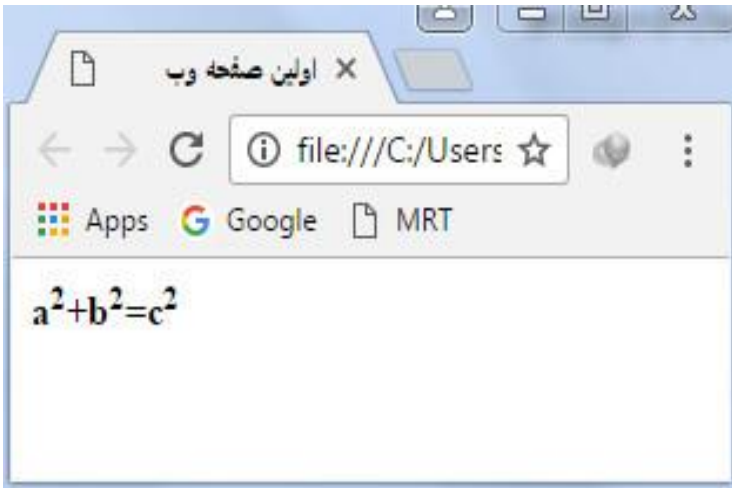 اولین صفحه وب
file:///C:/Users
Apps Google MRT
a²+b²=c²